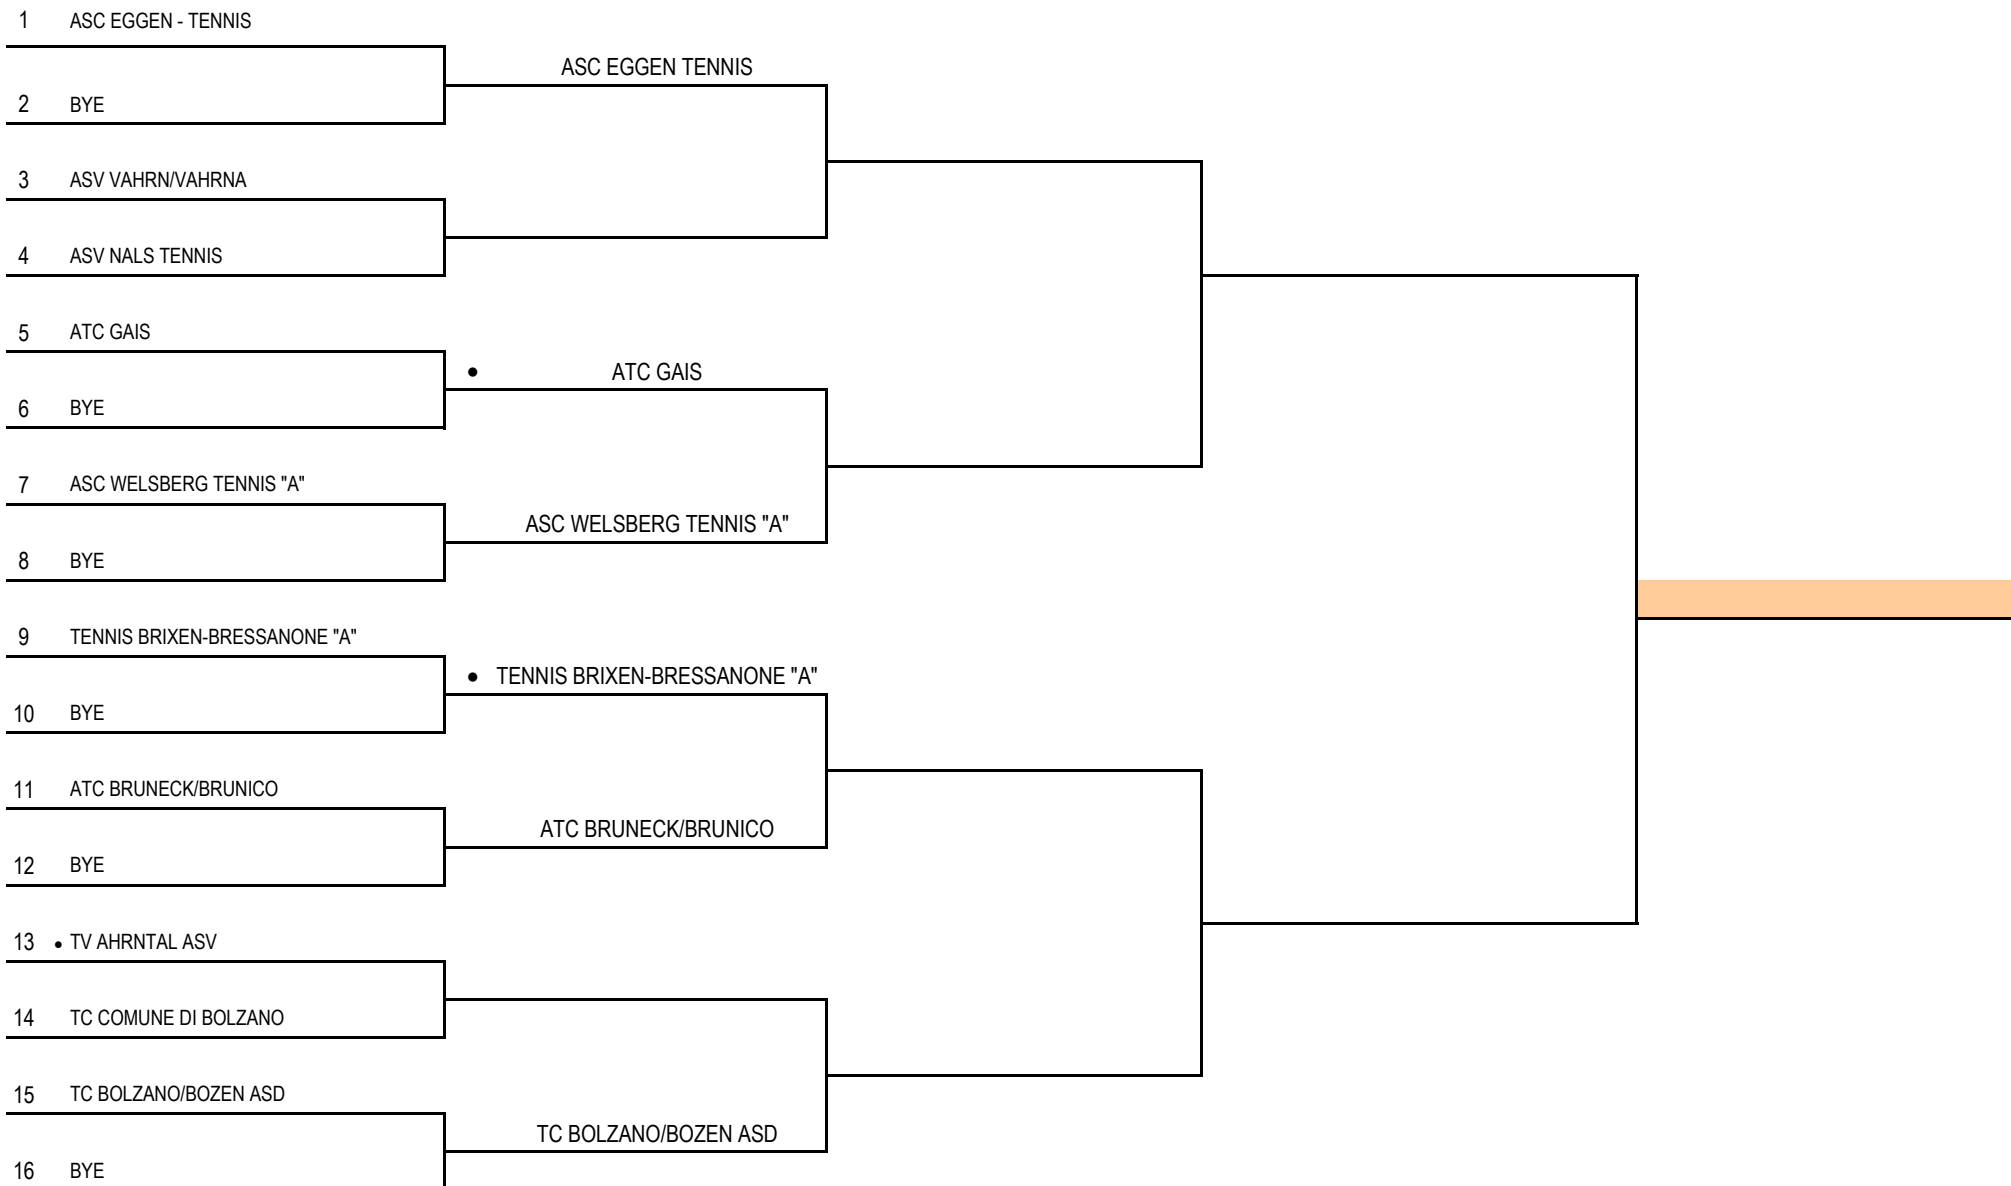 1 ASC EGGEN - TENNIS
ASC EGGEN TENNIS
2 BYE
3 ASV VAHRN/VAHRNA
4 ASV NALS TENNIS
5 ATC GAIS
• ATC GAIS
6 BYE
7 ASC WELSBERG TENNIS "A"
ASC WELSBERG TENNIS "A"
8 BYE
9 TENNIS BRIXEN-BRESSANONE "A"
• TENNIS BRIXEN-BRESSANONE "A"
10 BYE
11 ATC BRUNECK/BRUNICO
ATC BRUNECK/BRUNICO
12 BYE
13 • TV AHRNTAL ASV
14 TC COMUNE DI BOLZANO
15 TC BOLZANO/BOZEN ASD
TC BOLZANO/BOZEN ASD
16 BYE